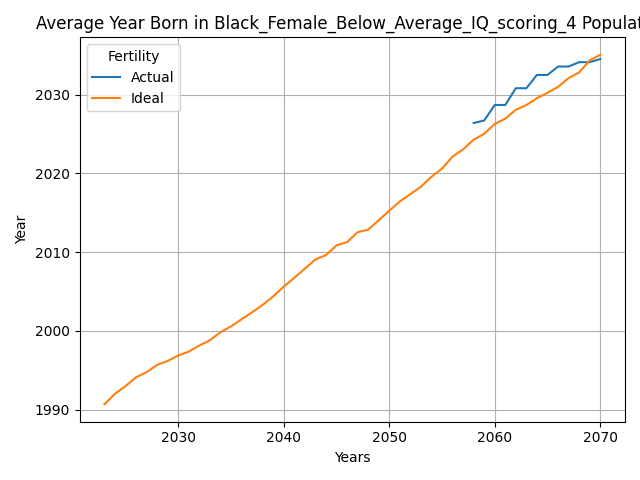 Average Year Born in Black_Female_Below_Average_IQ_scoring_4 Populat
Fertility
Actual
Ideal
2030
2020
2010
2000
1990
Year
2030 2040 2050 2060 2070
Years